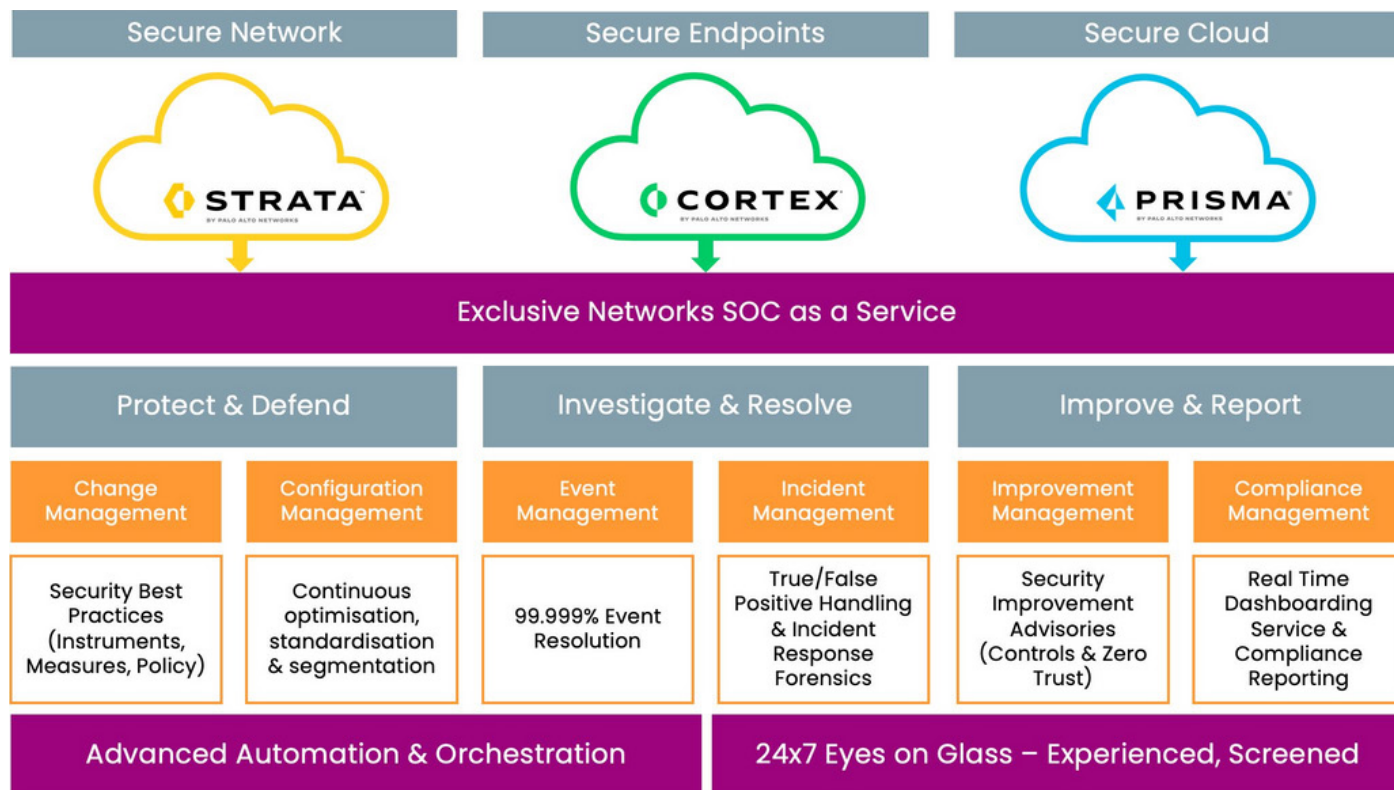 Secure Network
Secure Endpoints
Secure Cloud
STRATA™
BY PALO ALTO NETWORKS
CORTEX
BY PALO ALTO NETWORKS
PRISMA®
BY PALO ALTO NETWORKS
Exclusive Networks SOC as a Service
Protect & Defend
Investigate & Resolve
Improve & Report
Change
Management
Configuration
Management
Event
Management
Incident
Management
Improvement
Management
Compliance
Management
Security Best
Practices
(Instruments,
Measures, Policy)
Continuous
optimisation,
standardisation
& segmentation
99.999% Event
Resolution
True/False
Positive Handling
& Incident
Response
Forensics
Security
Improvement
Advisories
(Controls & Zero
Trust)
Real Time
Dashboarding
Service &
Compliance
Reporting
Advanced Automation & Orchestration
24x7 Eyes on Glass – Experienced, Screened